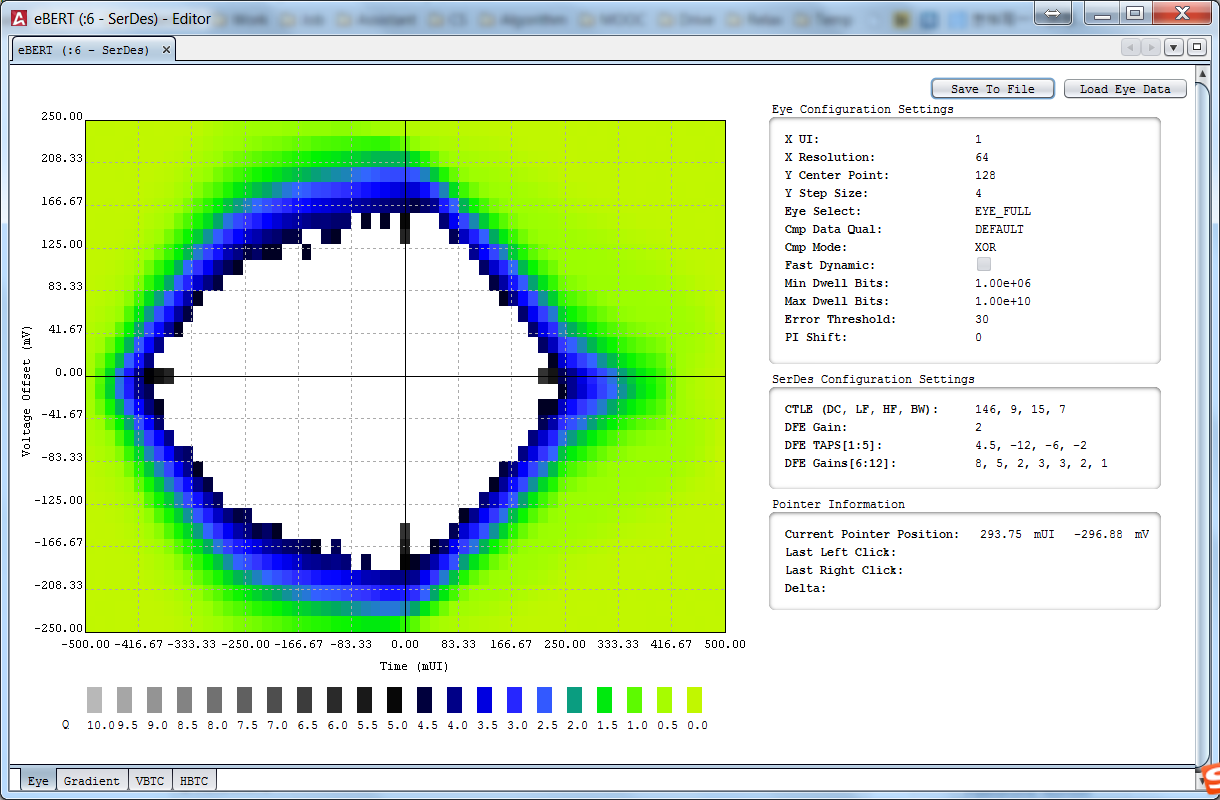 eBERT (:6 - SerDes) - Editor
eBERT (:6 - SerDes)
Save To File
Load Eye Data
Eye Configuration Settings
X UI: 1
X Resolution: 64
Y Center Point: 128
Y Step Size: 4
Eye Select: EYE_FULL
Cmp Data Qual: DEFAULT
Cmp Mode: XOR
Fast Dynamic:
Min Dwell Bits: 1.00e+06
Max Dwell Bits: 1.00e+10
Error Threshold: 30
PI Shift: 0
SerDes Configuration Settings
CTLE (DC, LF, HF, BW): 146, 9, 15, 7
DFE Gain: 2
DFE TAPS[1:5]: 4.5, -12, -6, -2
DFE Gains[6:12]: 8, 5, 2, 3, 3, 2, 1
Pointer Information
Current Pointer Position: 293.75 mUI -296.88 mV
Last Left Click:
Last Right Click:
Delta:
250.00
208.33
166.67
125.00
83.33
41.67
0.00
-41.67
-83.33
-125.00
-166.67
-208.33
-250.00
Voltage Offset (mV)
-500.00 -416.67 -333.33 -250.00 -166.67 -83.33 0.00 83.33 166.67 250.00 333.33 416.67 500.00
Time (mUI)
Q 10.0 9.5 9.0 8.5 8.0 7.5 7.0 6.5 6.0 5.5 5.0 4.5 4.0 3.5 3.0 2.5 2.0 1.5 1.0 0.5 0.0
Eye Gradient VBTC HBTC